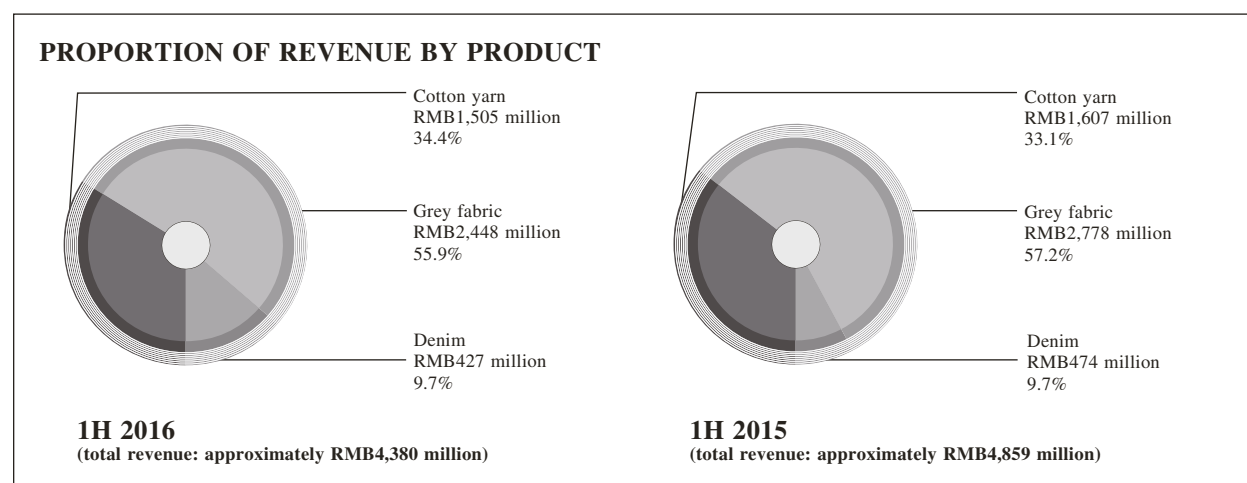 PROPORTION OF REVENUE BY PRODUCT
Cotton yarn
RMB1,505 million
34.4%
Grey fabric
RMB2,448 million
55.9%
Denim
RMB427 million
9.7%
1H 2016
(total revenue: approximately RMB4,380 million)
Cotton yarn
RMB1,607 million
33.1%
Grey fabric
RMB2,778 million
57.2%
Denim
RMB474 million
9.7%
1H 2015
(total revenue: approximately RMB4,859 million)